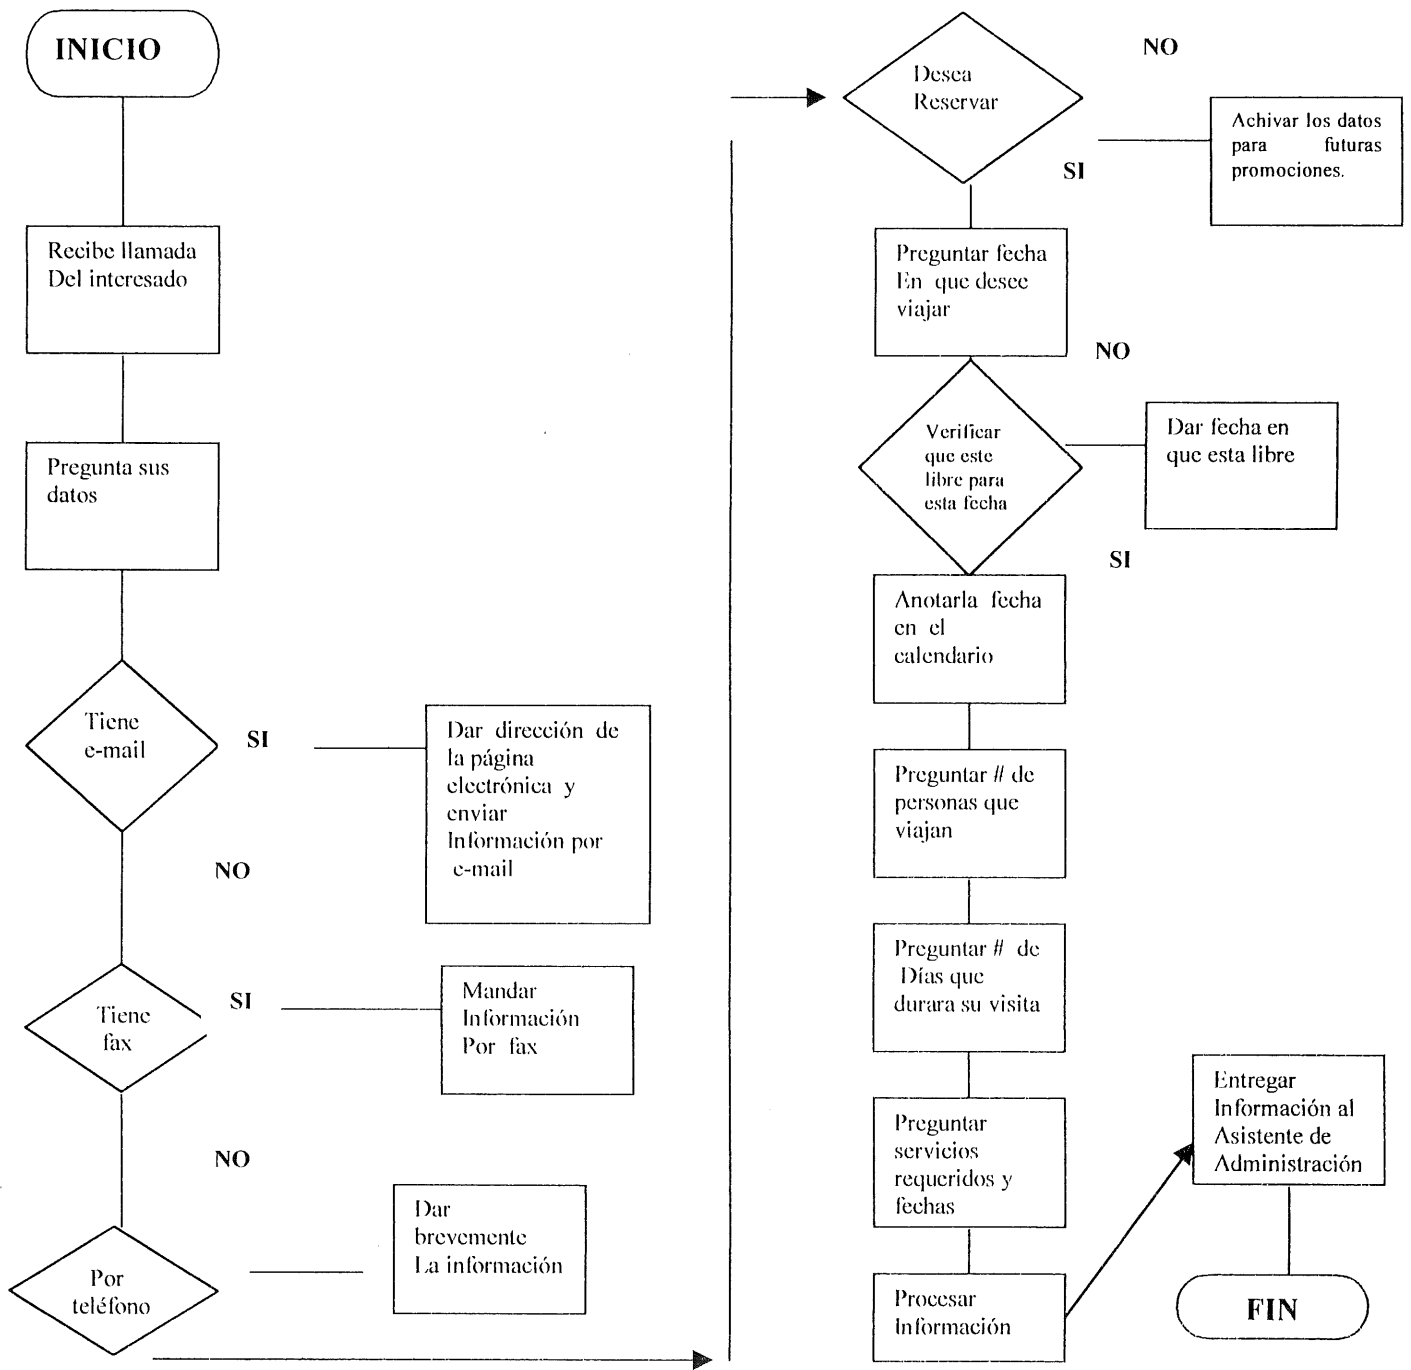 INICIO
Recibe llamada
Del interesado
Pregunta sus
datos
Tiene
e-mail
SI
Dar dirección de
la página
electrónica y
enviar
Información por
e-mail
NO
Tiene
fax
SI
Mandar
Información
Por fax
NO
Por
teléfono
Dar
brevemente
La información
Desea
Reservar
NO
Achivar los datos
para futuras
promociones.
SI
Preguntar fecha
En que desee
viajar
NO
Verificar
que este
libre para
esta fecha
Dar fecha en
que esta libre
SI
Anotarla fecha
en el
calendario
Preguntar # de
personas que
viajan
Preguntar # de
Días que
durara su visita
Preguntar
servicios
requeridos y
fechas
Procesar
Información
Entregar
Información al
Asistente de
Administración
FIN